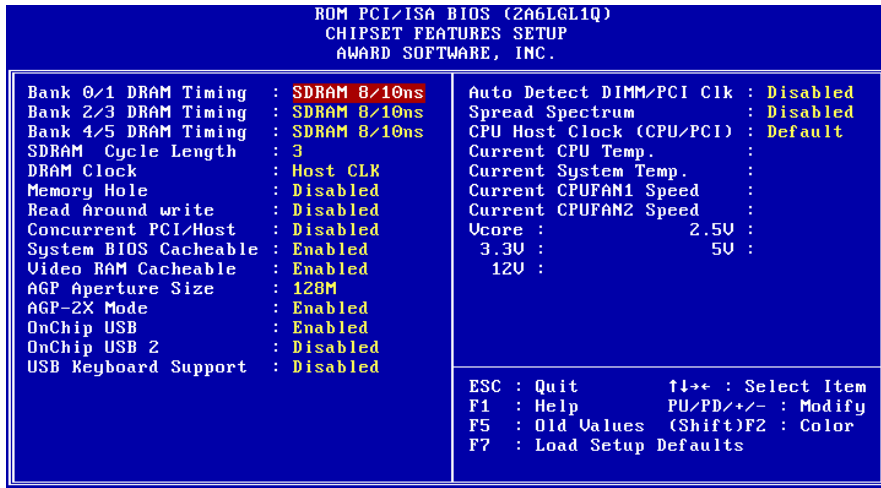 ROM PCI/ISA BIOS (2A6LGL1Q)
CHIPSET FEATURES SETUP
AWARD SOFTWARE, INC.
Bank 0/1 DRAM Timing : SDRAM 8/10ns
Bank 2/3 DRAM Timing : SDRAM 8/10ns
Bank 4/5 DRAM Timing : SDRAM 8/10ns
SDRAM Cycle Length : 3
DRAM Clock : Host CLK
Memory Hole : Disabled
Read Around write : Disabled
Concurrent PCI/Host : Disabled
System BIOS Cacheable : Enabled
Video RAM Cacheable : Enabled
AGP Aperture Size : 128M
AGP-2X Mode : Enabled
OnChip USB : Enabled
OnChip USB 2 : Disabled
USB Keyboard Support : Disabled
Auto Detect DIMM/PCI Clk : Disabled
Spread Spectrum : Disabled
CPU Host Clock (CPU/PCI) : Default
Current CPU Temp. :
Current System Temp. :
Current CPUFAN1 Speed :
Current CPUFAN2 Speed :
Vcore : 2.5V :
3.3V : 5V :
12V :
ESC : Quit ↑↓→← : Select Item
F1 : Help PU/PD/+/- : Modify
F5 : Old Values (Shift)F2 : Color
F7 : Load Setup Defaults